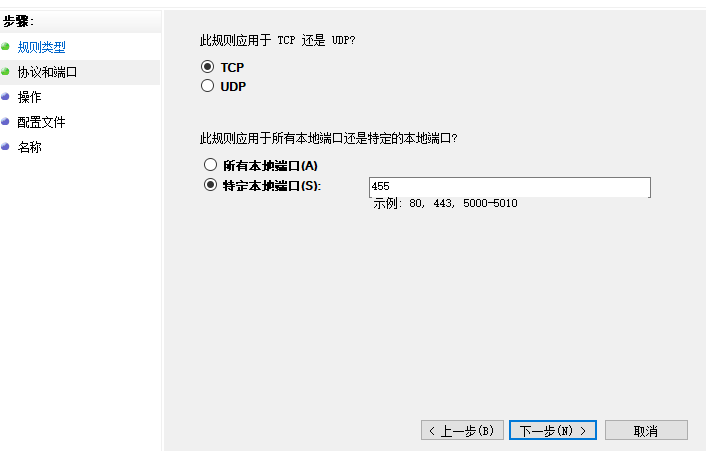 步骤:
规则类型
协议和端口
操作
配置文件
名称
此规则应用于 TCP 还是 UDP?
TCP
UDP
此规则应用于所有本地端口还是特定的本地端口?
所有本地端口(A)
特定本地端口(S):
455
示例: 80, 443, 5000-5010
< 上一步(B)
下一步(N) >
取消